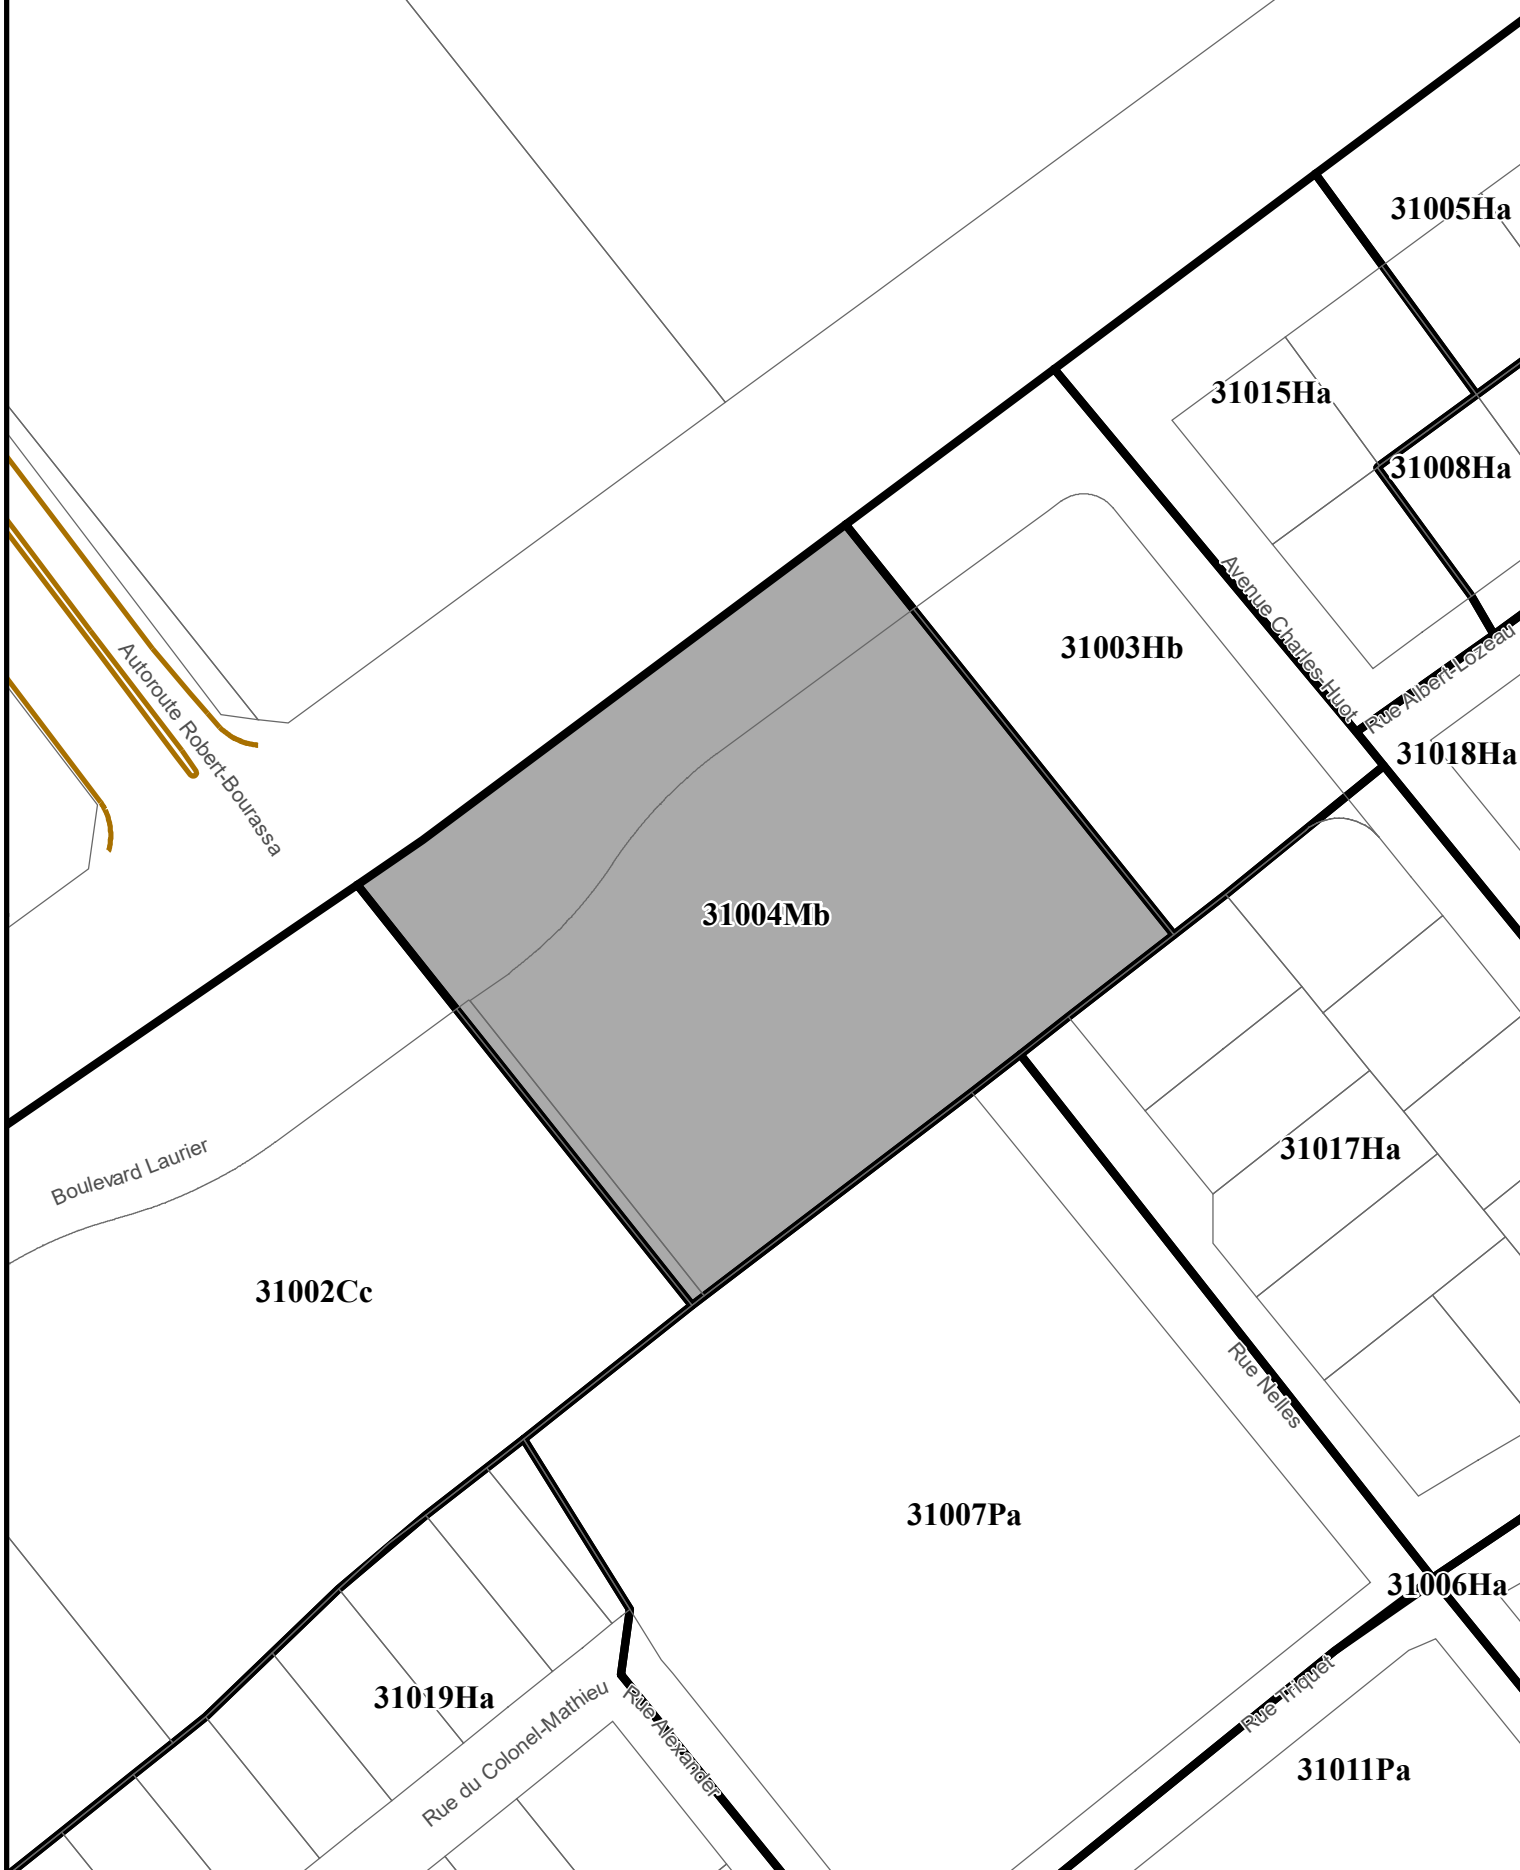 31005Ha
31015Ha
31008Ha
Avenue Charles-Huot
Rue Albert-Lozeau
31003Hb
31018Ha
Autoroute Robert-Bourassa
31004Mb
Boulevard Laurier
31017Ha
31002Cc
Rue Nelles
31007Pa
31006Ha
31019Ha
Rue du Colonel-Mathieu
Rue Alexander
Rue Triquet
31011Pa